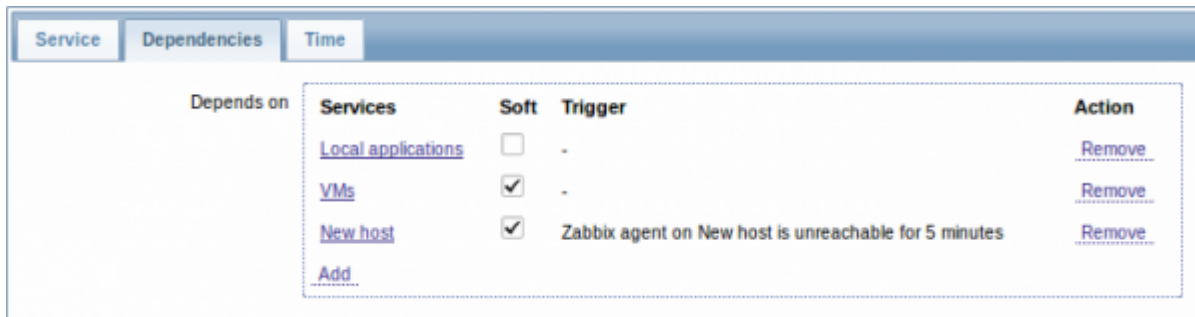 Service Dependencies Time
Depends on Services Soft Trigger Action
Local applications - Remove
VMs - Remove
New host Zabbix agent on New host is unreachable for 5 minutes Remove
Add